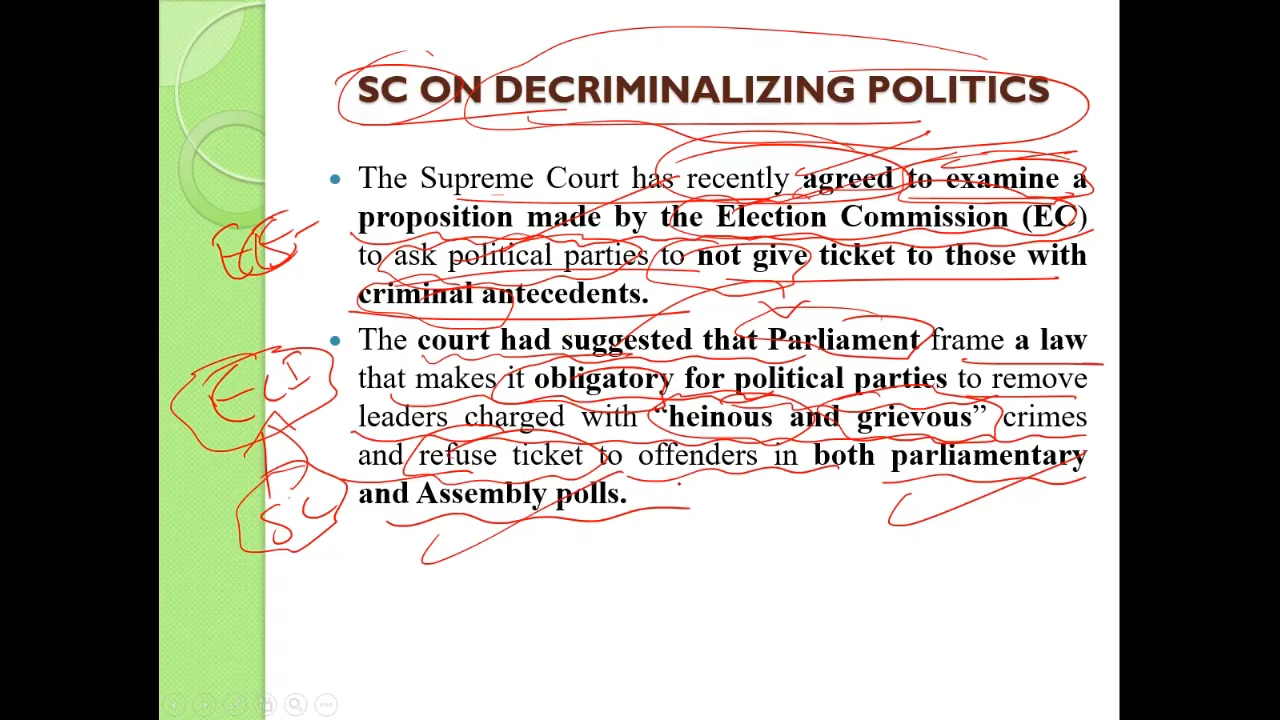 SC ON DECRIMINALIZING POLITICS
• The Supreme Court has recently agreed to examine a
proposition made by the Election Commission (EC)
to ask political parties to not give ticket to those with
criminal antecedents.
• The court had suggested that Parliament frame a law
that makes it obligatory for political parties to remove
leaders charged with “heinous and grievous” crimes
and refuse ticket to offenders in both parliamentary
and Assembly polls.
ECI
SC